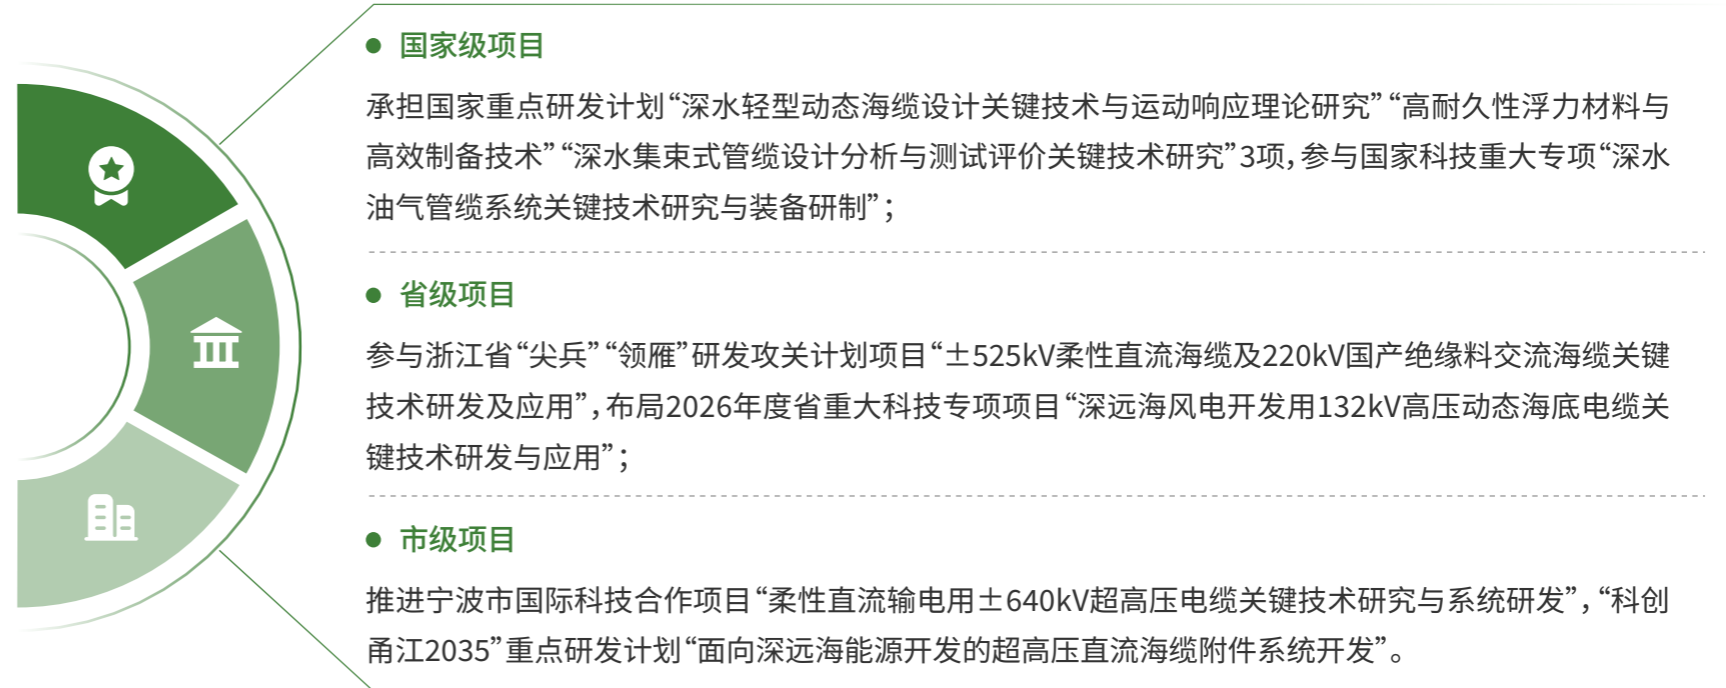 国家级项目
承担国家重点研发计划“深水轻型动态海缆设计关键技术与运动响应理论研究”“高耐久性浮力材料与
高效制备技术”“深水集束式管缆设计分析与测试评价关键技术研究”3项，参与国家科技重大专项“深水
油气管缆系统关键技术研究与装备研制”；
省级项目
参与浙江省“尖兵”“领雁”研发攻关计划项目“±525kV柔性直流海缆及220kV国产绝缘料交流海缆关键
技术研发及应用”，布局2026年度省重大科技专项项目“深远海风电开发用132kV高压动态海底电缆关
键技术研发与应用”；
市级项目
推进宁波市国际科技合作项目“柔性直流输电用±640kV超高压电缆关键技术研究与系统研发”，“科创
甬江2035”重点研发计划“面向深远海能源开发的超高压直流海缆附件系统开发”。